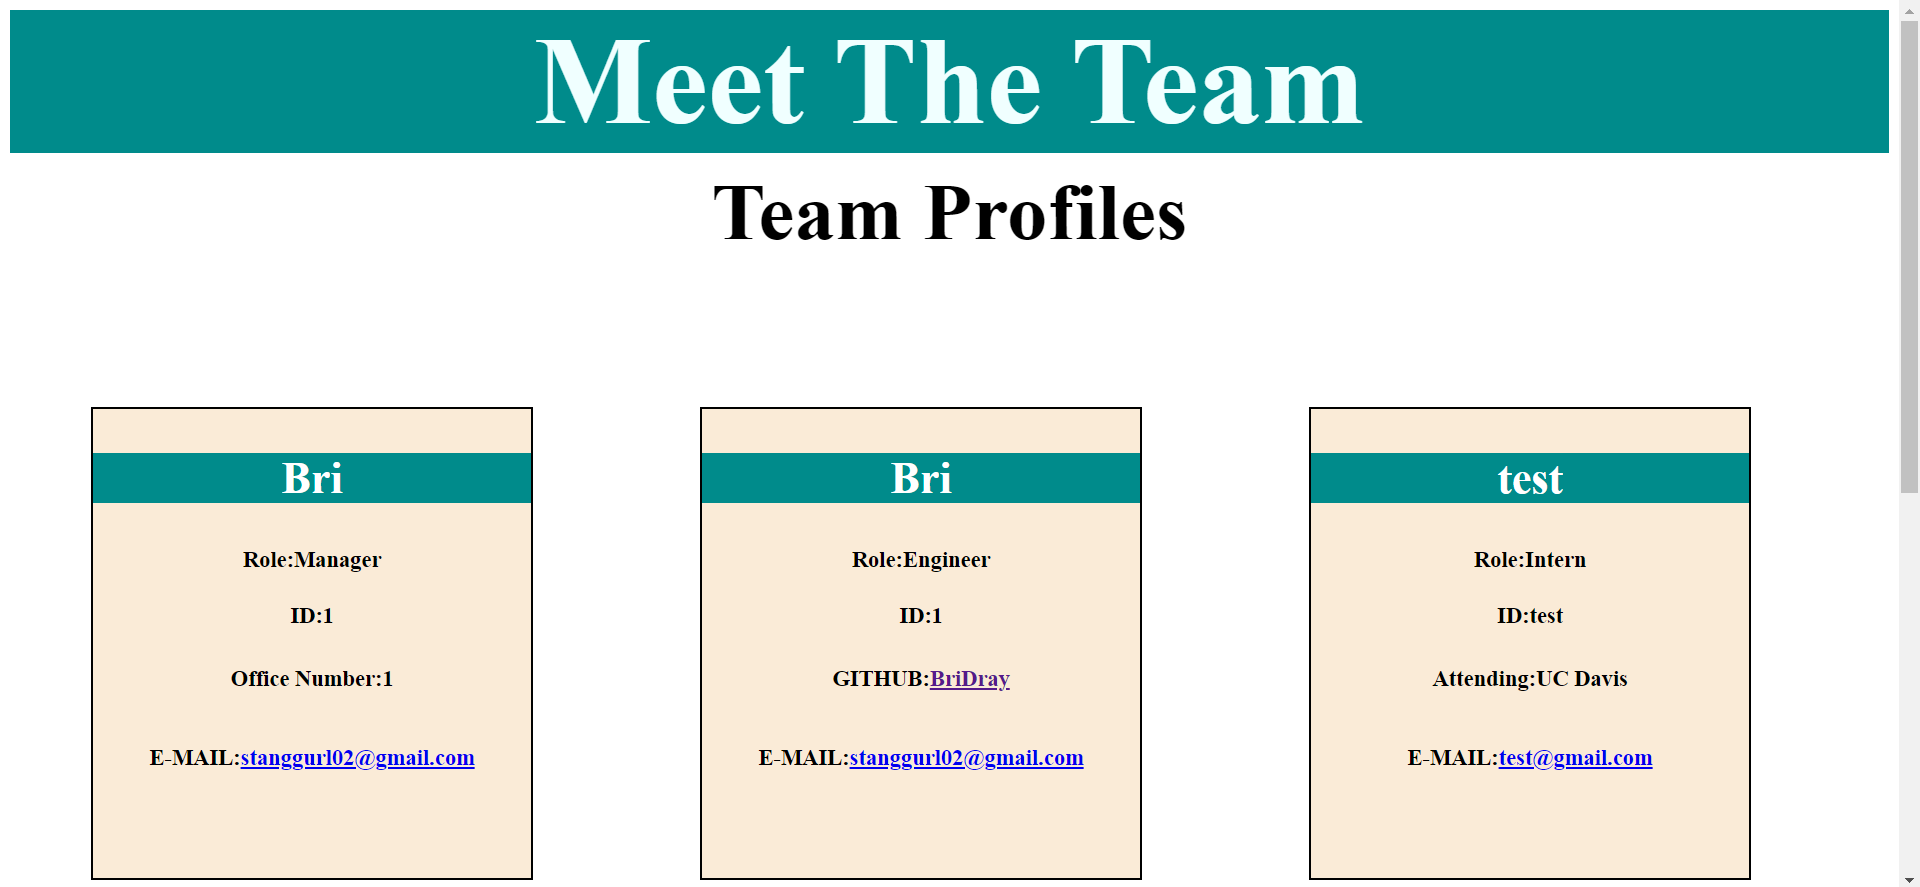 Meet The Team
Team Profiles
Bri
Role:Manager
ID:1
Office Number:1
E-MAIL:stanggurl02@gmail.com
Bri
Role:Engineer
ID:1
GITHUB:BriDray
E-MAIL:stanggurl02@gmail.com
test
Role:Intern
ID:test
Attending:UC Davis
E-MAIL:test@gmail.com